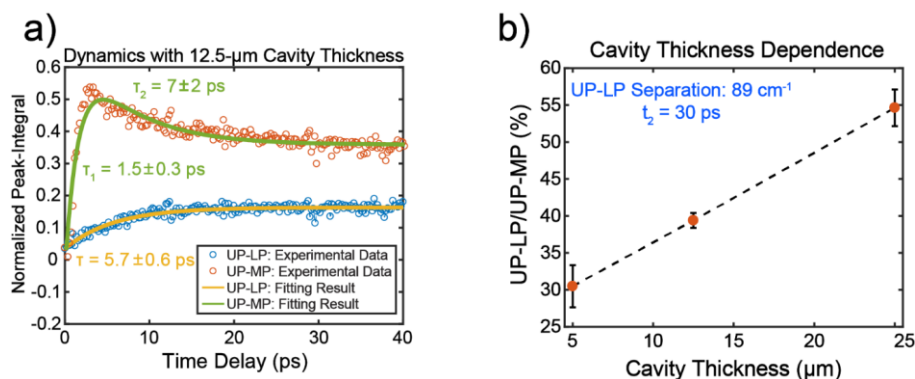 a)
Dynamics with 12.5-µm Cavity Thickness
Normalized Peak-Integral
0.6
0.5
0.4
0.3
0.2
0.1
0
-0.1
-0.2
τ₂ = 7±2 ps
τ₁ = 1.5±0.3 ps
τ = 5.7±0.6 ps
UP-LP: Experimental Data
UP-MP: Experimental Data
UP-LP: Fitting Result
UP-MP: Fitting Result
0 10 20 30 40
Time Delay (ps)
b)
Cavity Thickness Dependence
UP-LP/UP-MP (%)
60
55
50
45
40
35
30
25
UP-LP Separation: 89 cm⁻¹
t₂ = 30 ps
5 10 15 20 25
Cavity Thickness (µm)